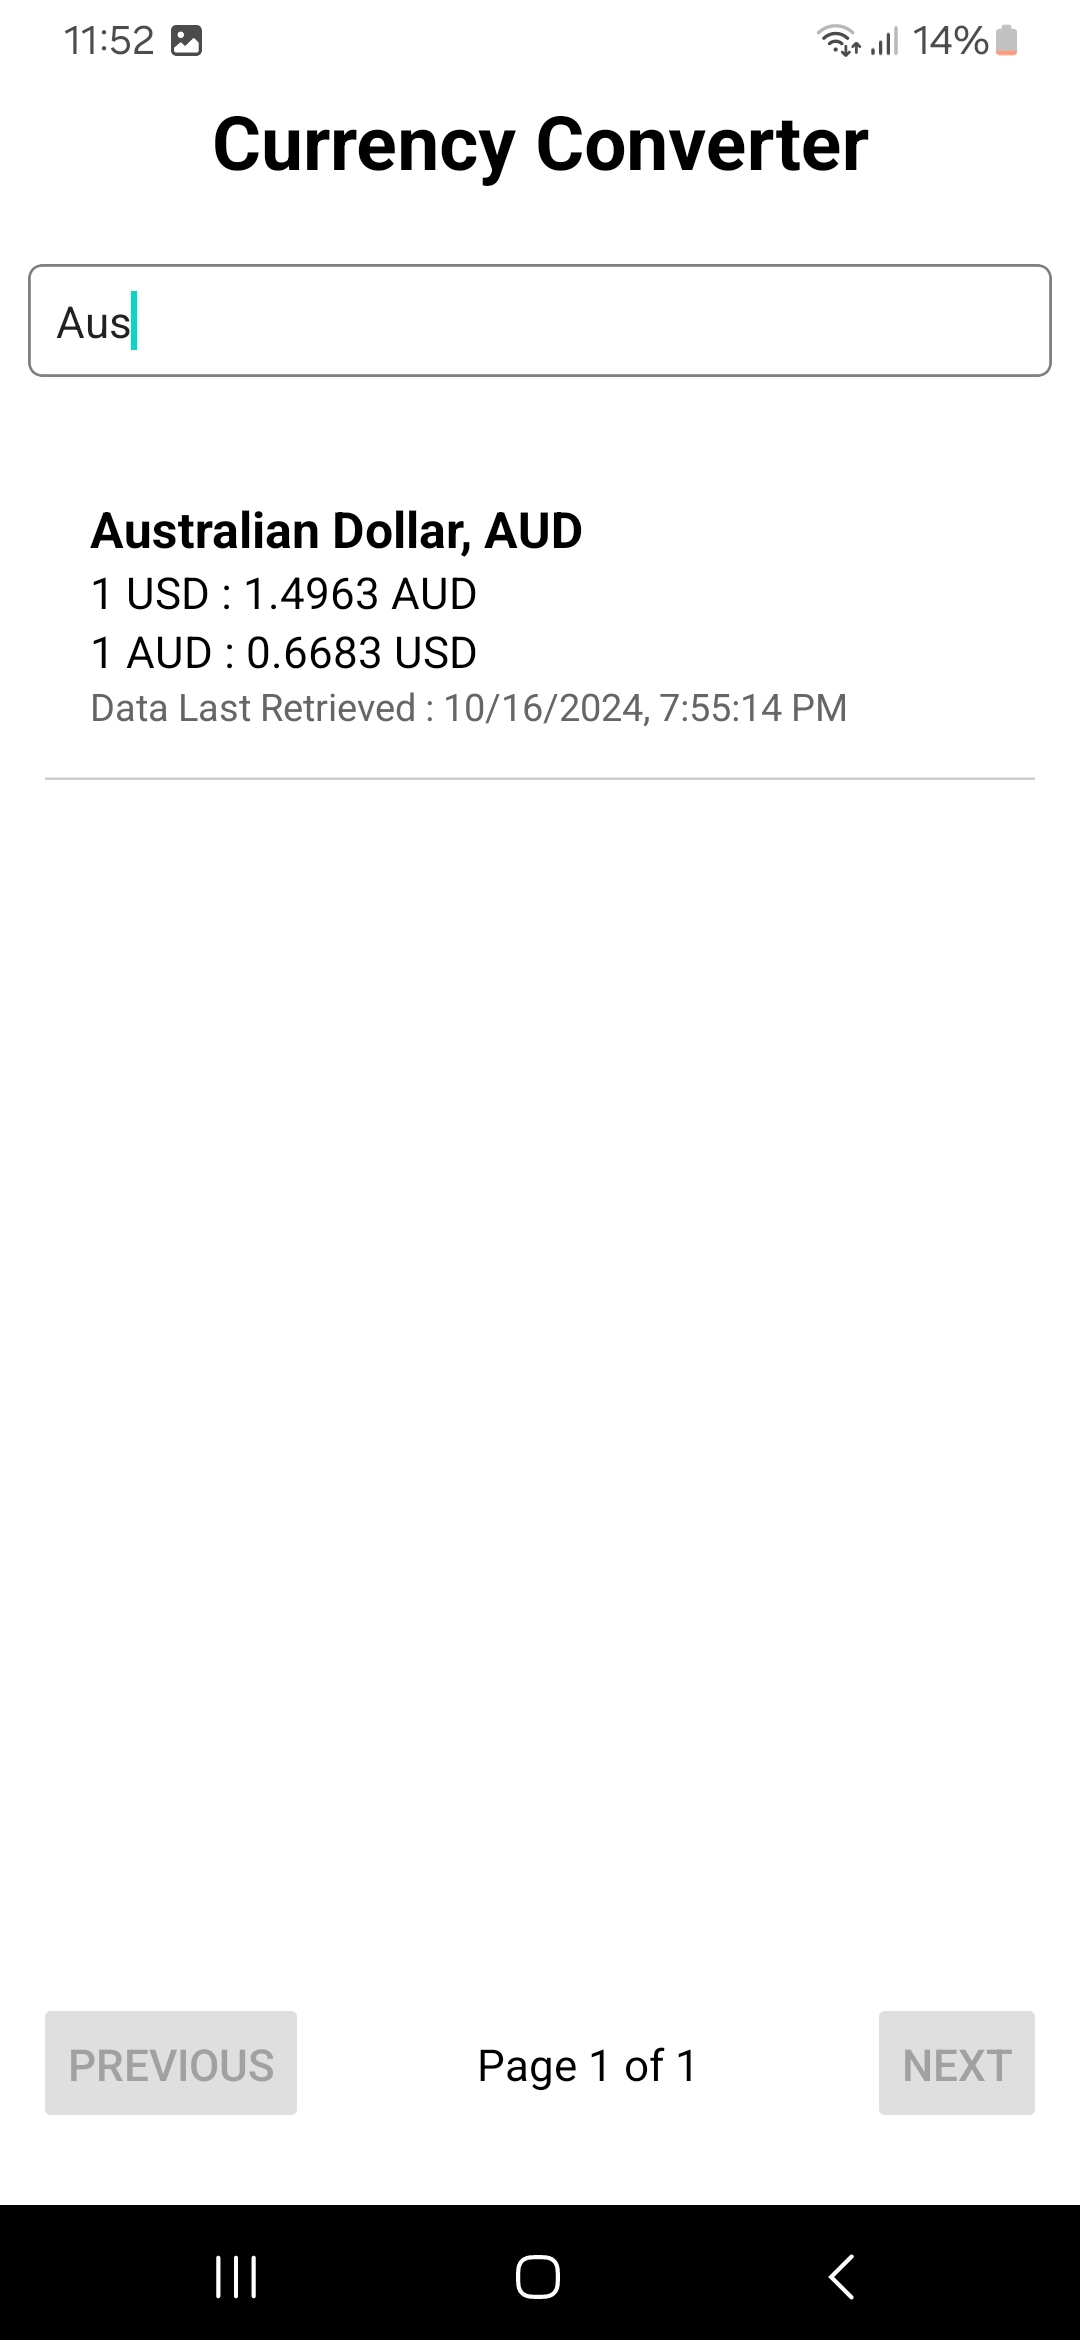 11:52
14%
Currency Converter
Aus
Australian Dollar, AUD
1 USD : 1.4963 AUD
1 AUD : 0.6683 USD
Data Last Retrieved : 10/16/2024, 7:55:14 PM
PREVIOUS
Page 1 of 1
NEXT